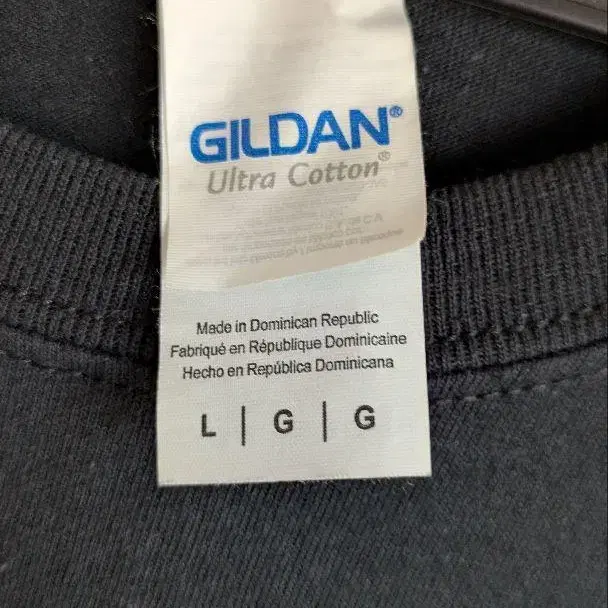 GILDAN®
Ultra Cotton®
Made in Dominican Republic
Fabriqué en République Dominicaine
Hecho en República Dominicana
L | G | G